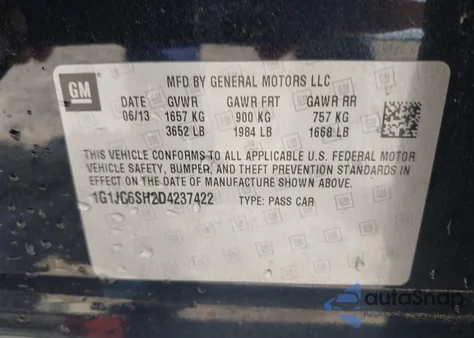 GM
MFD BY GENERAL MOTORS LLC
DATE GVWR GAWR FRT GAWR RR
06/13 1657 KG 900 KG 757 KG
3652 LB 1984 LB 1668 LB
THIS VEHICLE CONFORMS TO ALL APPLICABLE U.S. FEDERAL MOTOR
VEHICLE SAFETY, BUMPER, AND THEFT PREVENTION STANDARDS IN
EFFECT ON THE DATE OF MANUFACTURE SHOWN ABOVE.
1G1JC6SH2D4237422 TYPE: PASS CAR
autoSnap